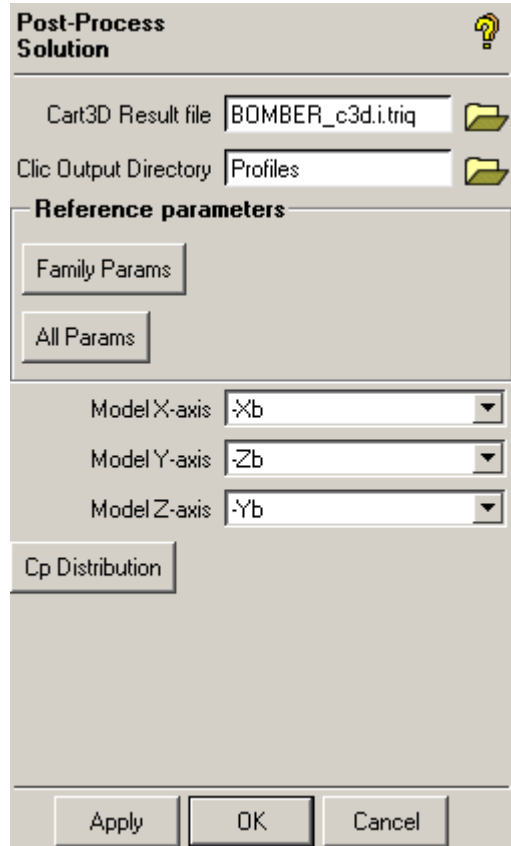 Post-Process
Solution
Cart3D Result file BOMBER_c3d.i.triq
Clic Output Directory Profiles
Reference parameters
Family Params
All Params
Model X-axis -Xb
Model Y-axis -Zb
Model Z-axis -Yb
Cp Distribution
Apply OK Cancel